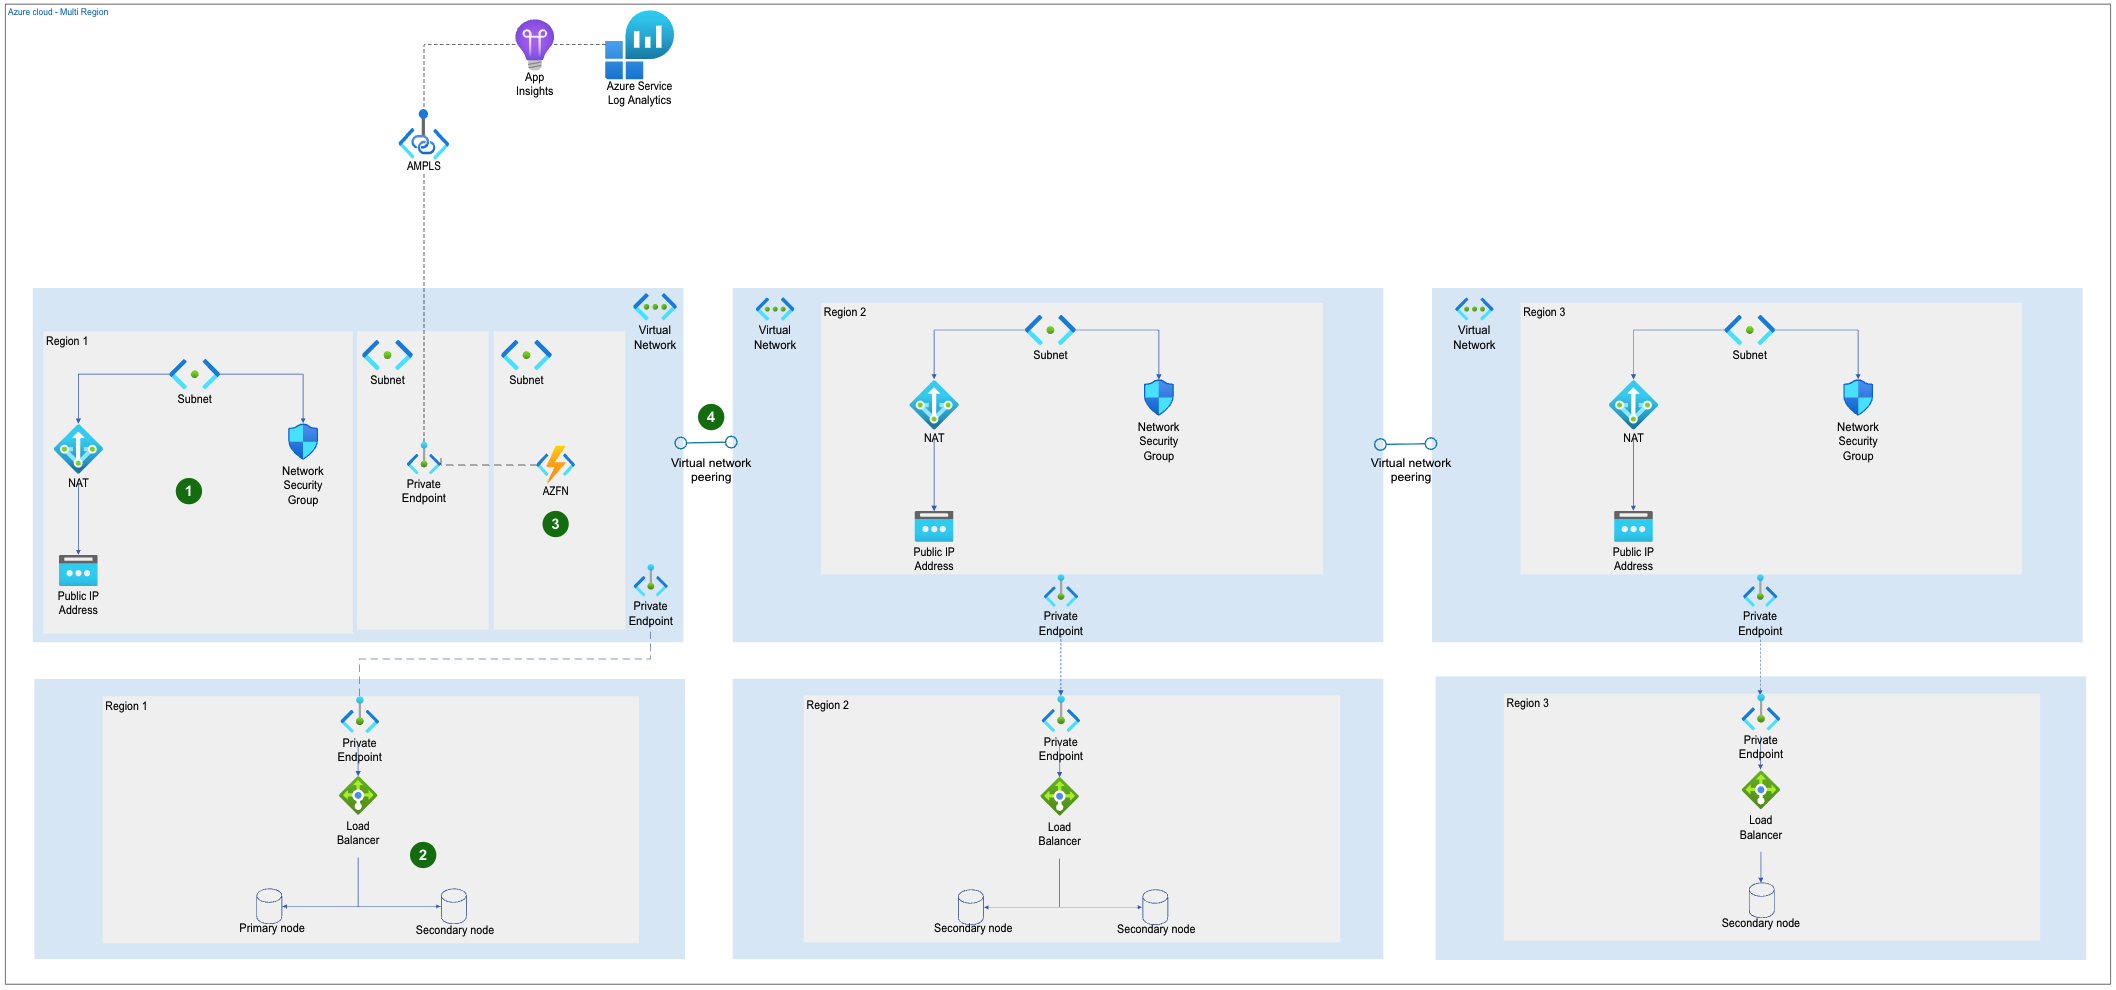 Azure cloud - Multi Region
App
Insights
Azure Service
Log Analytics
AMPLS
Region 1
Subnet
NAT
Network
Security
Group
1
Public IP
Address
Subnet
Private
Endpoint
Subnet
AZFN
3
Virtual
Network
Private
Endpoint
4
Virtual network
peering
Virtual
Network
Region 2
Subnet
NAT
Network
Security
Group
Public IP
Address
Private
Endpoint
Virtual network
peering
Virtual
Network
Region 3
Subnet
NAT
Network
Security
Group
Public IP
Address
Private
Endpoint
Region 1
Private
Endpoint
Load
Balancer
2
Primary node
Secondary node
Region 2
Private
Endpoint
Load
Balancer
Secondary node
Secondary node
Region 3
Private
Endpoint
Load
Balancer
Secondary node